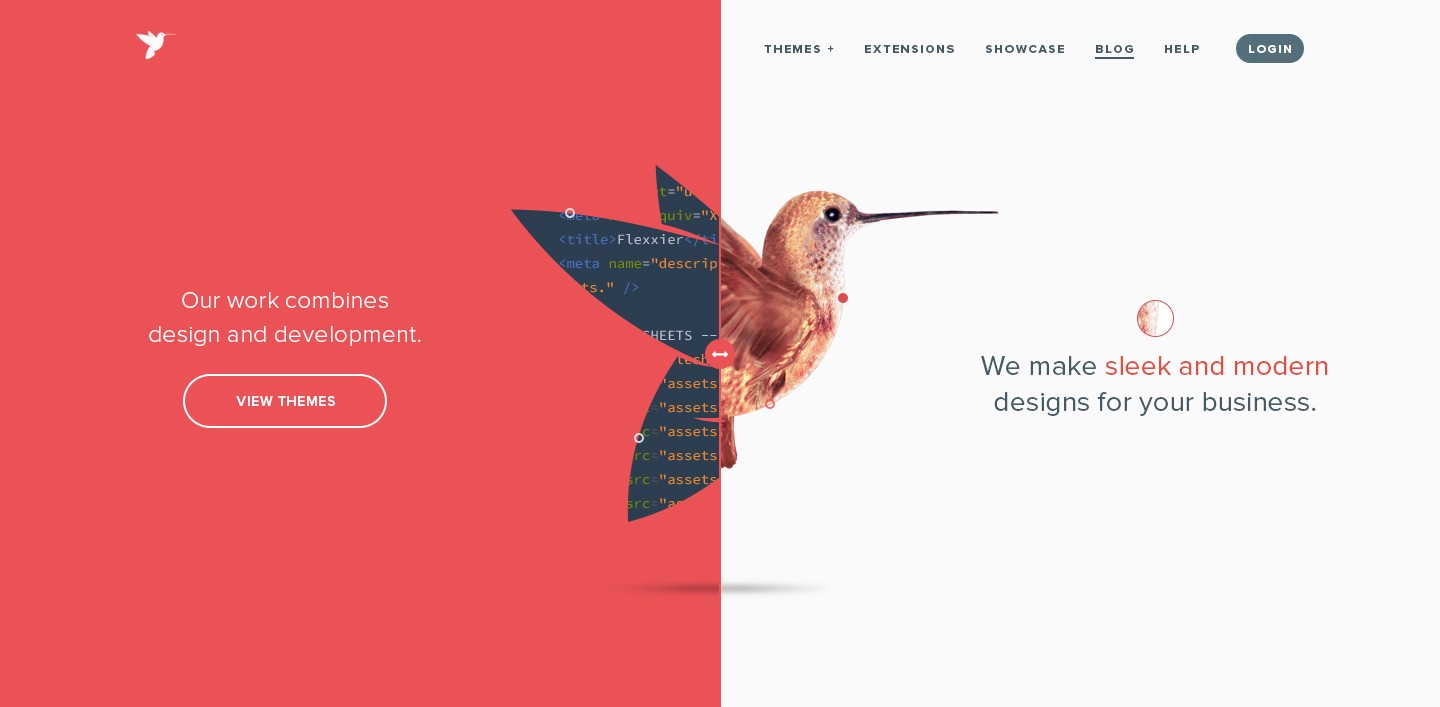 THEMES + EXTENSIONS SHOWCASE BLOG HELP LOGIN
Our work combines
design and development.
VIEW THEMES
t="
quiv="X
<title>Flexxier</ti
<meta name="descrip
ts." />
SHEETS --
"assets
"assets
c="assets
rc="assets
src="assets
src="as
We make sleek and modern
designs for your business.